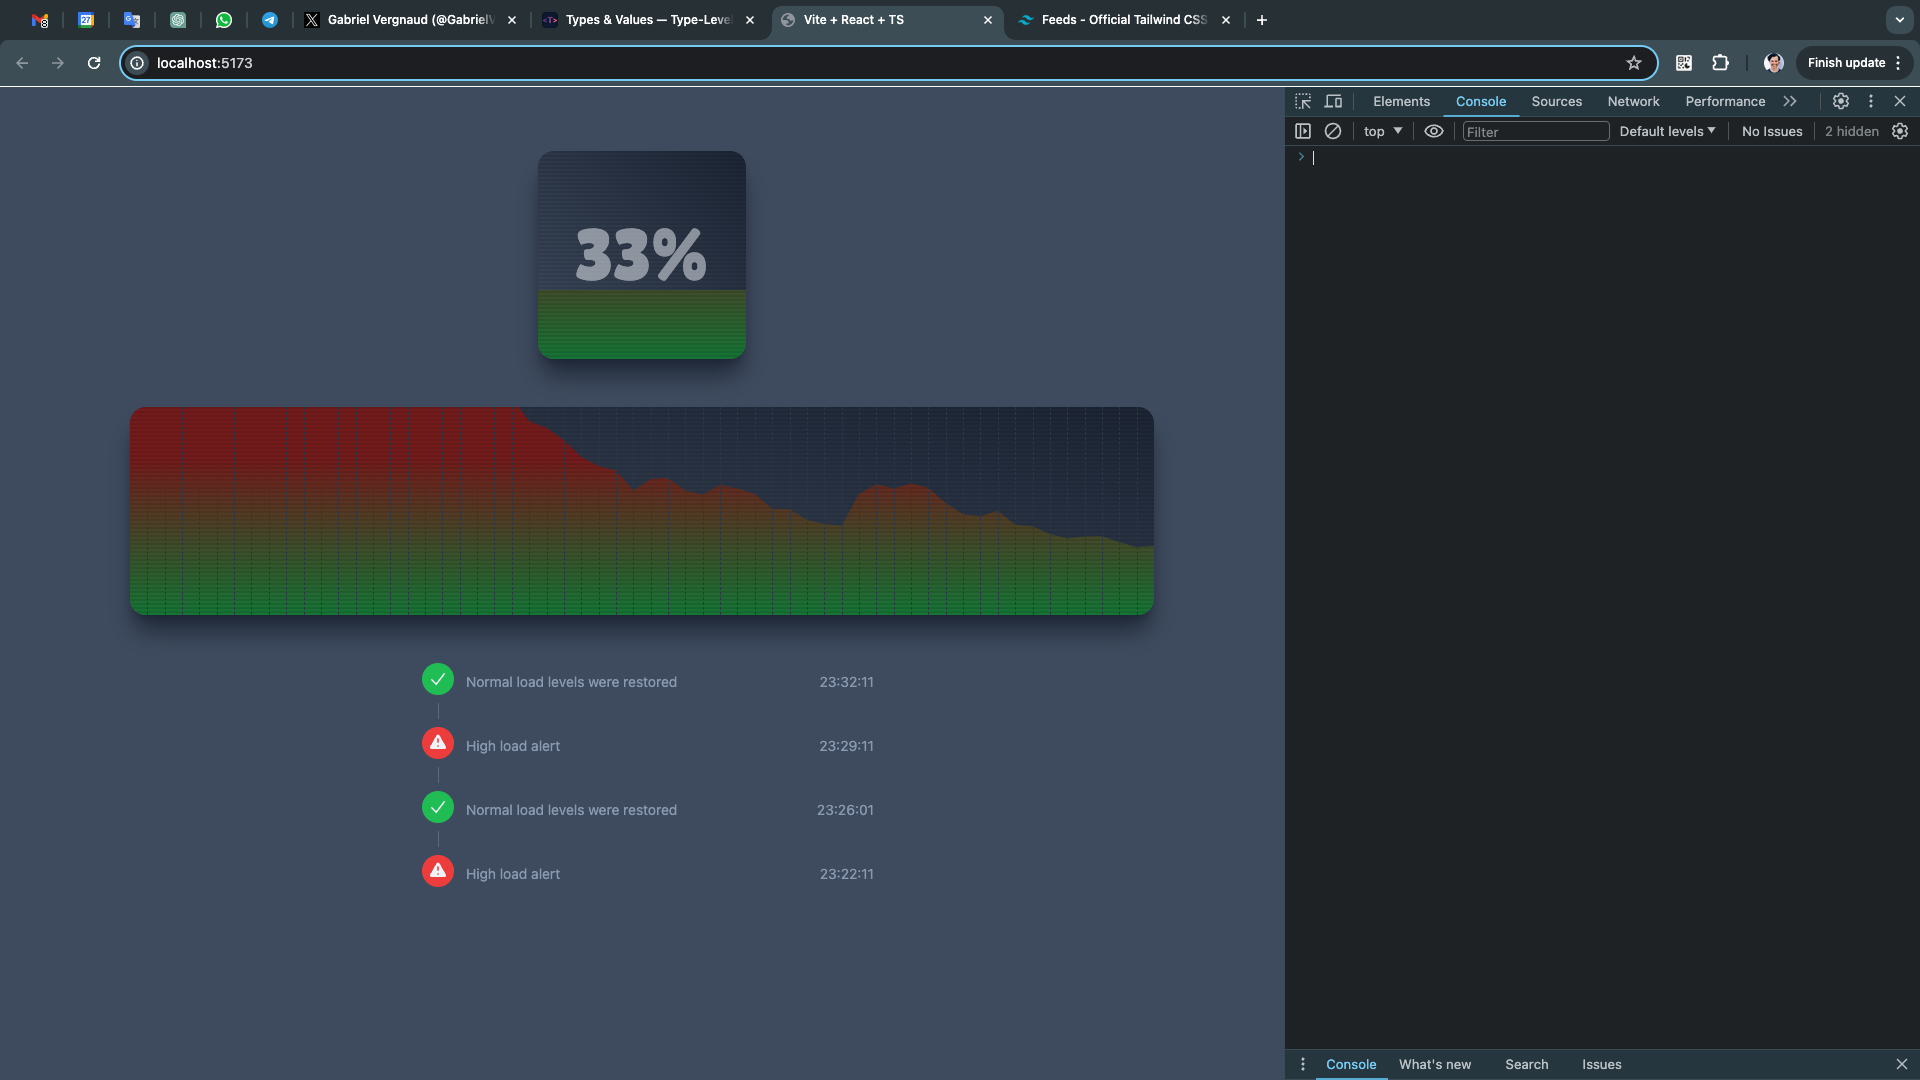 Gabriel Vergnaud (@GabrielV
Types & Values — Type-Leve
Vite + React + TS
Feeds - Official Tailwind CSS
localhost:5173
Finish update
Elements Console Sources Network Performance
top Filter Default levels No Issues 2 hidden
33%
Normal load levels were restored 23:32:11
High load alert 23:29:11
Normal load levels were restored 23:26:01
High load alert 23:22:11
Console What's new Search Issues